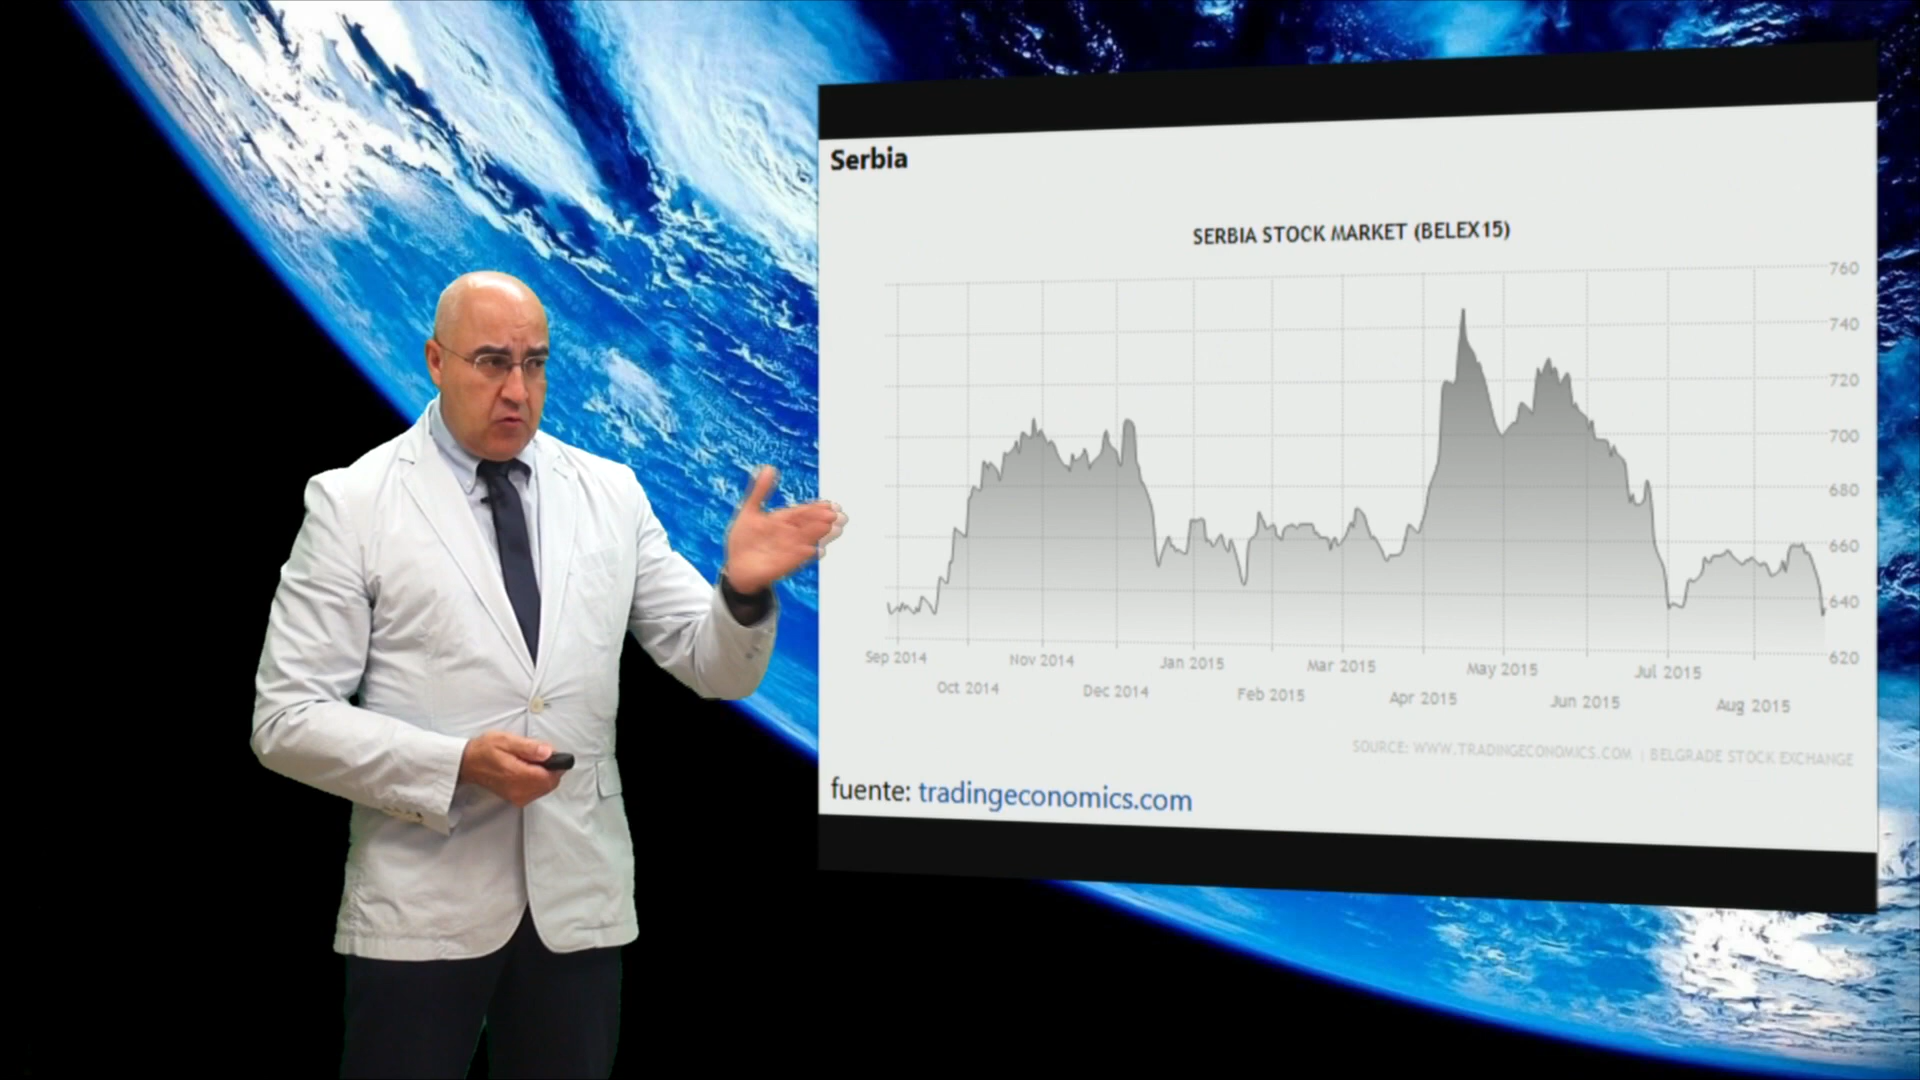 Serbia
SERBIA STOCK MARKET (BELEX15)
760
740
720
700
680
660
640
620
Sep 2014
Oct 2014
Nov 2014
Dec 2014
Jan 2015
Feb 2015
Mar 2015
Apr 2015
May 2015
Jun 2015
Jul 2015
Aug 2015
SOURCE: WWW.TRADINGECONOMICS.COM | BELGRADE STOCK EXCHANGE
fuente: tradingeconomics.com